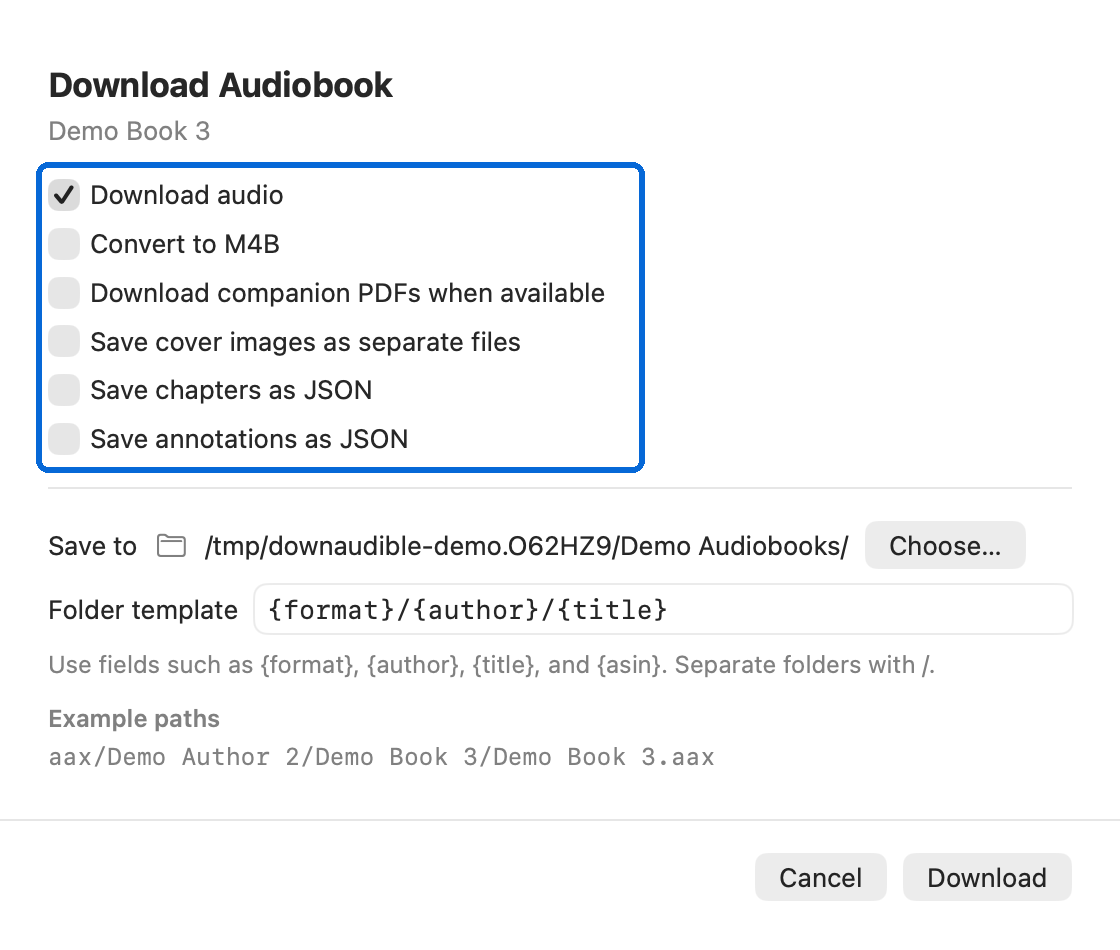 Download Audiobook
Demo Book 3
Download audio
Convert to M4B
Download companion PDFs when available
Save cover images as separate files
Save chapters as JSON
Save annotations as JSON
Save to /tmp/downaudible-demo.O62HZ9/Demo Audiobooks/ Choose...
Folder template {format}/{author}/{title}
Use fields such as {format}, {author}, {title}, and {asin}. Separate folders with /.
Example paths
aax/Demo Author 2/Demo Book 3/Demo Book 3.aax
Cancel Download